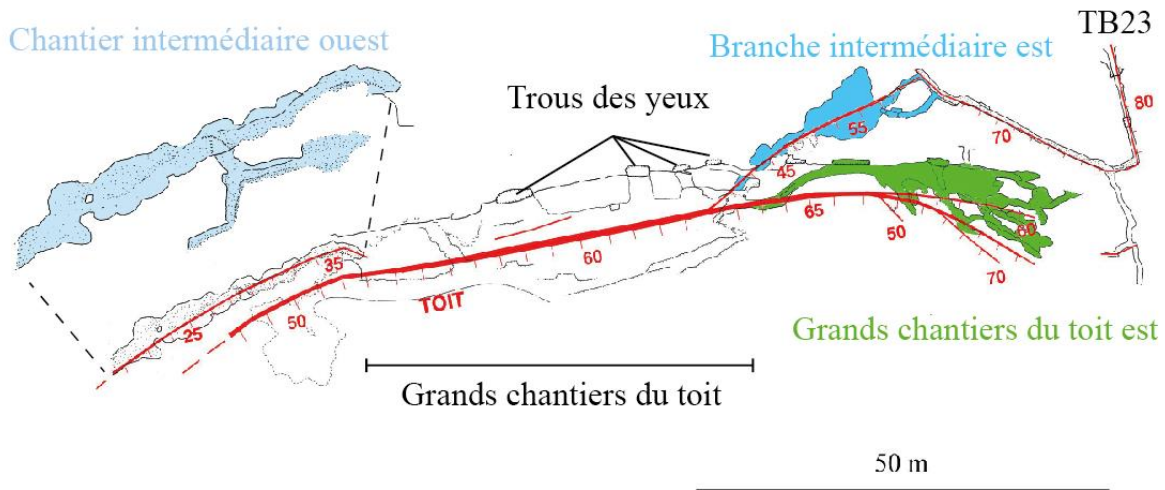 TB23
Chantier intermédiaire ouest
Branche intermédiaire est
Trous des yeux
80
55
70
45
65
60
50
60
70
35
TOIT
50
25
Grands chantiers du toit est
Grands chantiers du toit
50 m